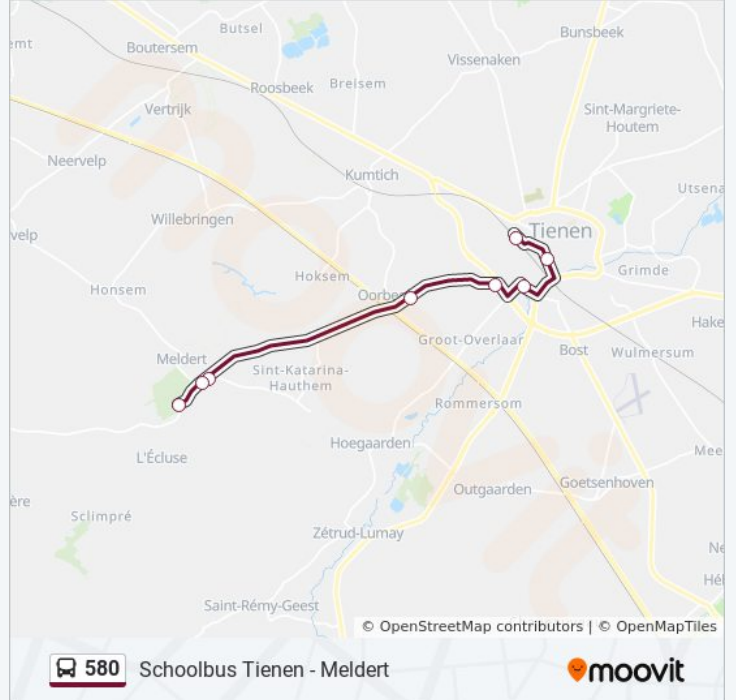 emt
Butsel
Bunsbeek
Boutersem
Vissenaken
Roosbeek
Breisem
Vertrijk
Sint-Margriete-
Houtem
Neervelp
Kumtich
Utsena
Willebringen
Tienen
velp
Hoksem
Grimde
Honsem
Oorbe
Hake
Groot-Overlaar
Bost
Wulmersum
Meldert
Sint-Katarina-
Hauthem
Rommersom
L'Écluse
Hoegaarden
Mee
Goetsenhoven
ère
Outgaarden
Sclimpré
Zétrud-Lumay
Ne
Hél
Saint-Rémy-Geest
© OpenStreetMap contributors | © OpenMapTiles
580 Schoolbus Tienen - Meldert
moovit